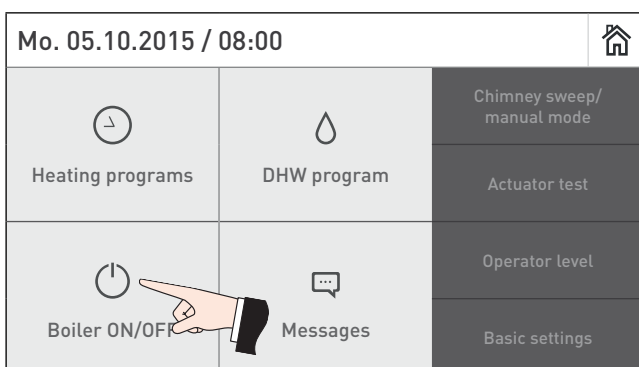 Mo. 05.10.2015 / 08:00
Heating programs
DHW program
Chimney sweep/
manual mode
Actuator test
Boiler ON/OFF
Messages
Operator level
Basic settings